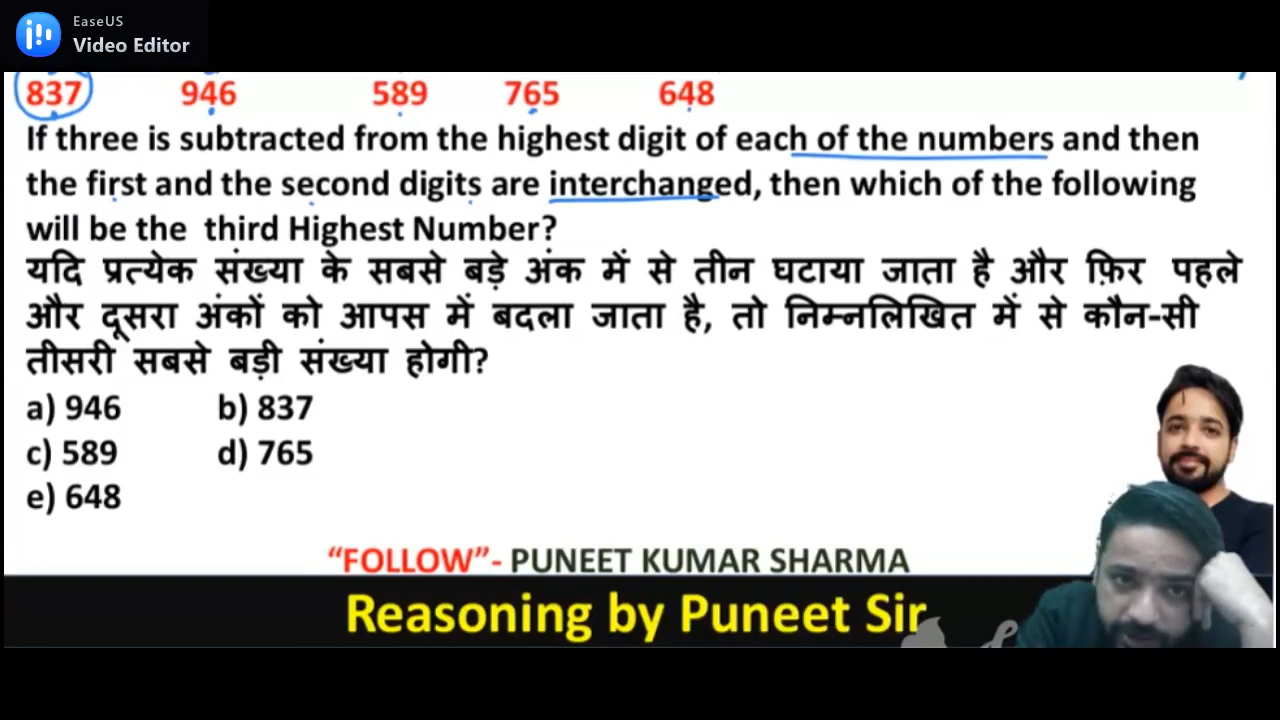 EaseUS
Video Editor
837 946 589 765 648
If three is subtracted from the highest digit of each of the numbers and then
the first and the second digits are interchanged, then which of the following
will be the third Highest Number?
यदि प्रत्येक संख्या के सबसे बड़े अंक में से तीन घटाया जाता है और फ़िर पहले
और दूसरा अंकों को आपस में बदला जाता है, तो निम्नलिखित में से कौन-सी
तीसरी सबसे बड़ी संख्या होगी?
a) 946 b) 837
c) 589 d) 765
e) 648
“FOLLOW”- PUNEET KUMAR SHARMA
Reasoning by Puneet Sir